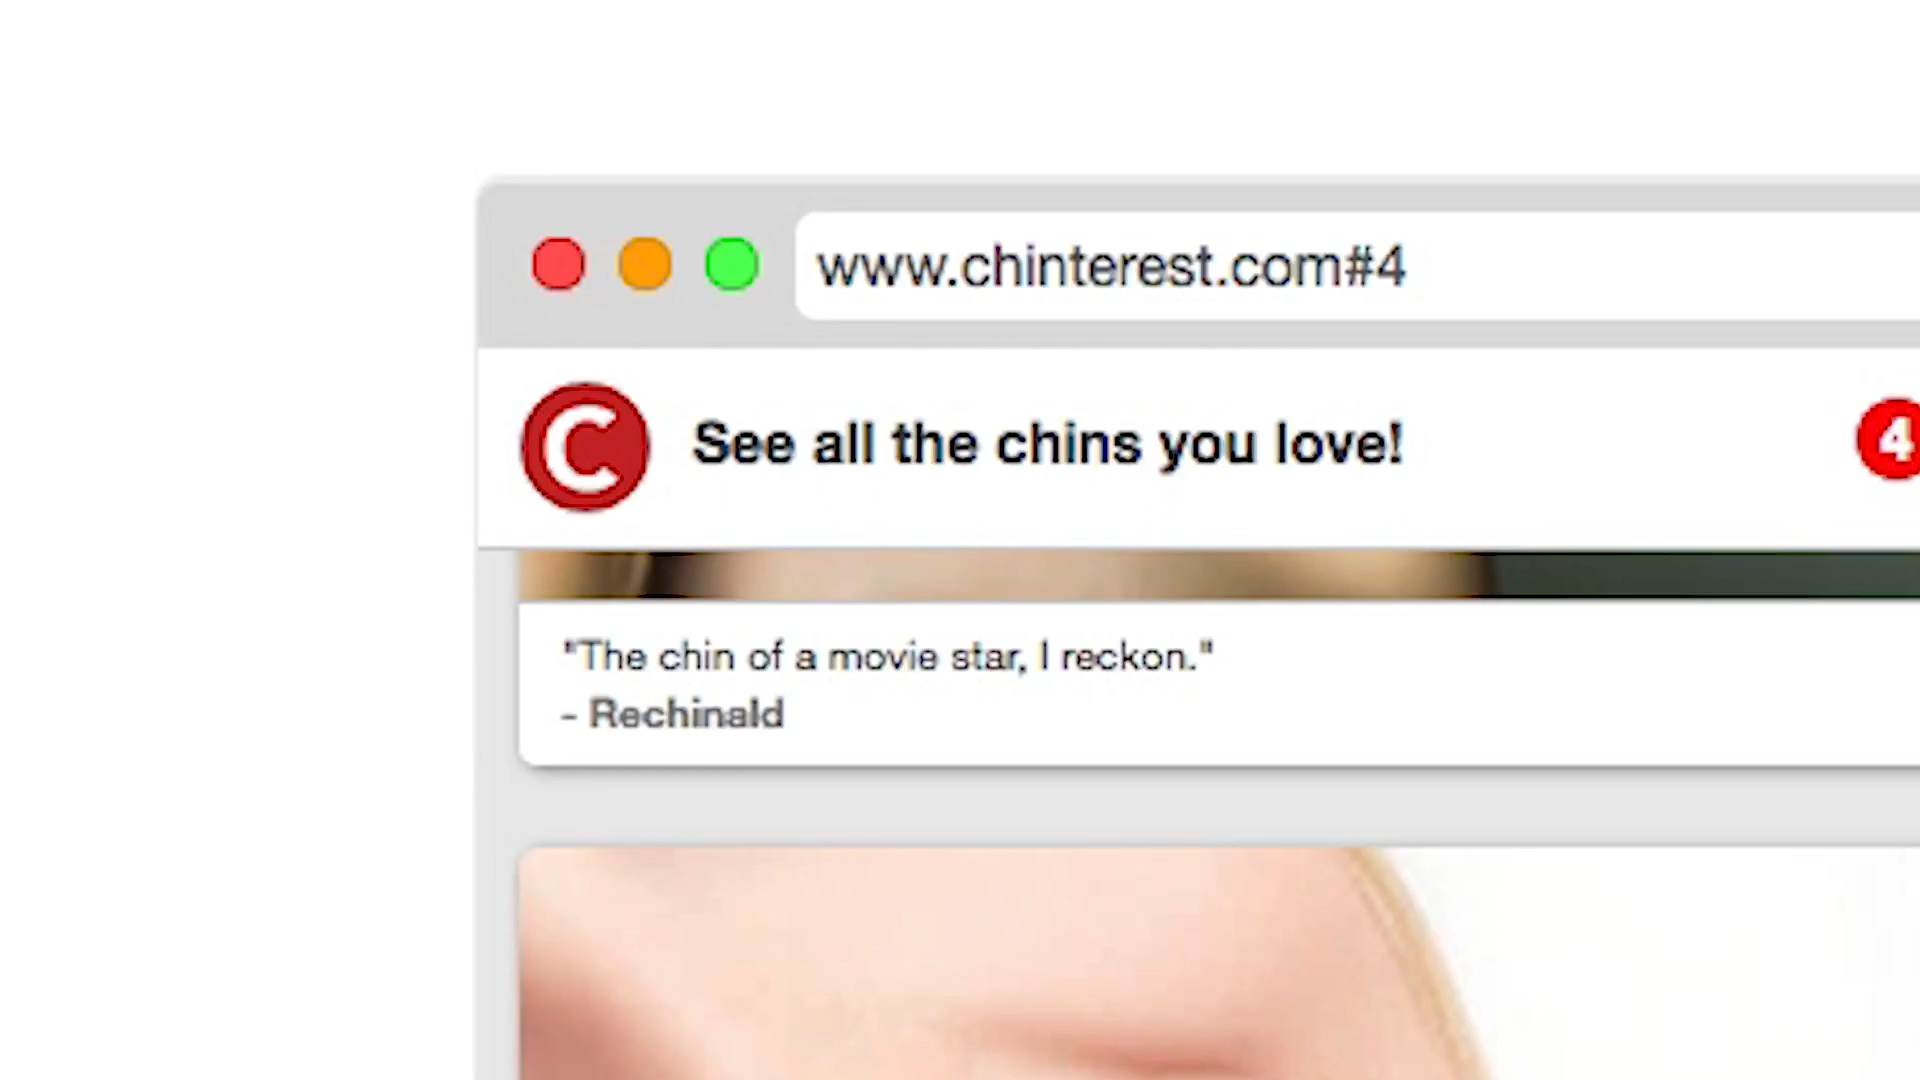 www.chinterest.com#4
C See all the chins you love! 4
"The chin of a movie star, I reckon."
- Rechinald